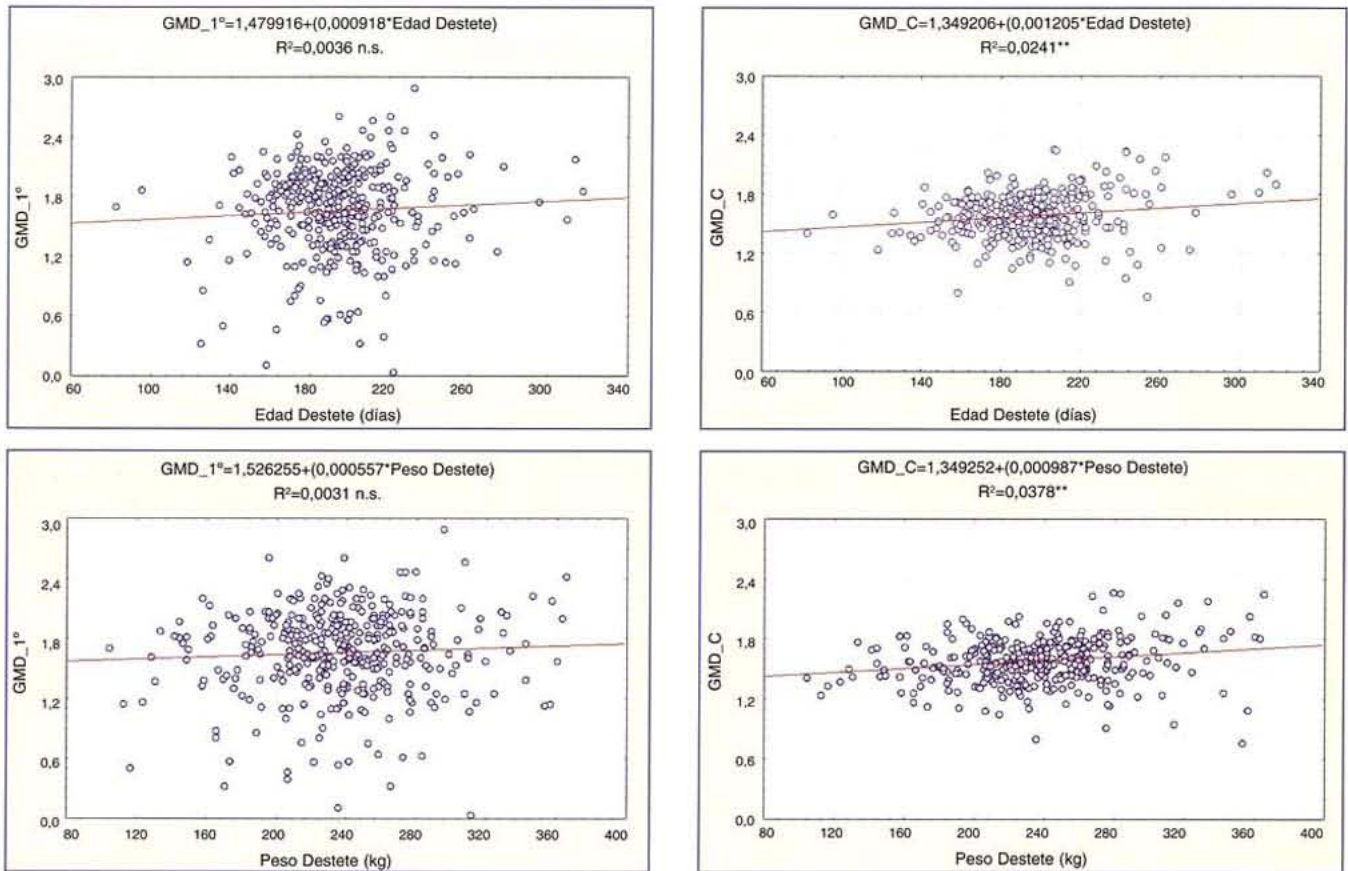 GMD_1º=1,479916+(0,000918*Edad Destete)
R²=0,0036 n.s.
3,0
2,4
1,8
1,2
0,6
0,0
GMD_1º
60 100 140 180 220 260 300 340
Edad Destete (días)
GMD_C=1,349206+(0,001205*Edad Destete)
R²=0,0241**
3,0
2,4
1,8
1,2
0,6
0,0
GMD_C
60 100 140 180 220 260 300 340
Edad Destete (días)
GMD_1º=1,526255+(0,000557*Peso Destete)
R²=0,0031 n.s.
3,0
2,4
1,8
1,2
0,6
0,0
GMD_1º
80 120 160 200 240 280 320 360 400
Peso Destete (kg)
GMD_C=1,349252+(0,000987*Peso Destete)
R²=0,0378**
3,0
2,4
1,8
1,2
0,6
0,0
GMD_C
80 120 160 200 240 280 320 360 400
Peso Destete (kg)